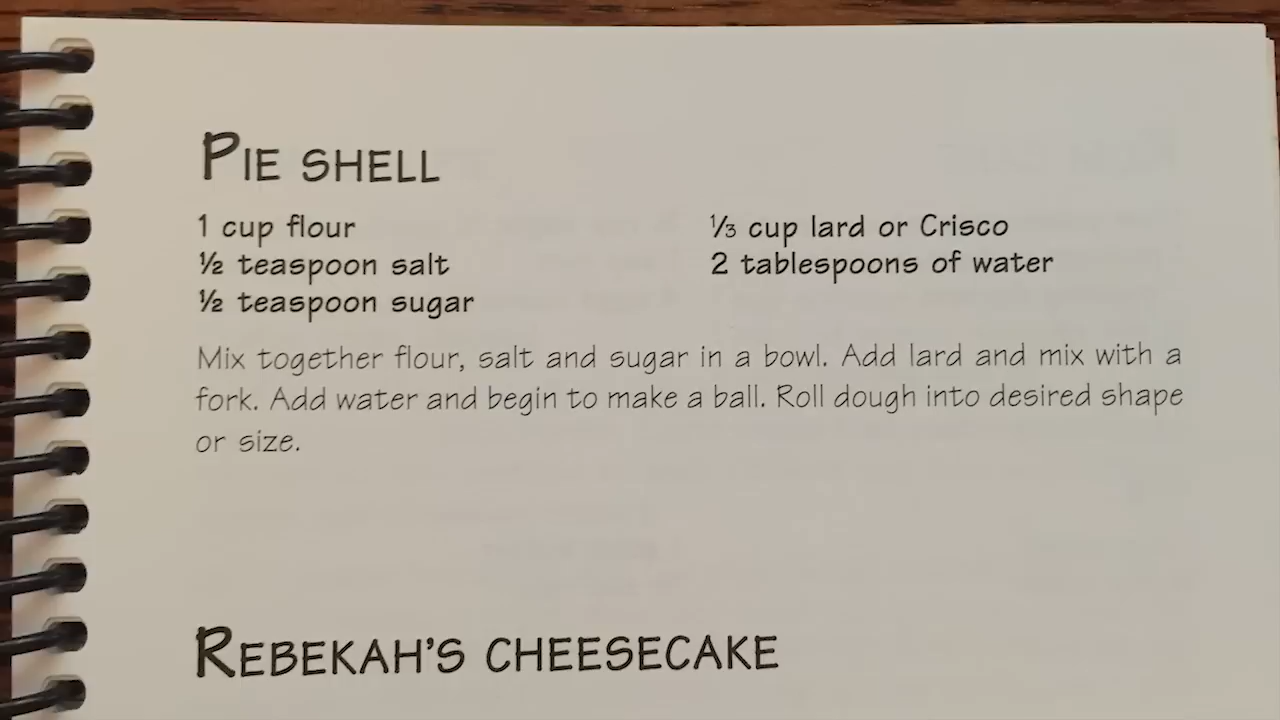 PIE SHELL
1 cup flour
½ teaspoon salt
½ teaspoon sugar
⅓ cup lard or Crisco
2 tablespoons of water
Mix together flour, salt and sugar in a bowl. Add lard and mix with a
fork. Add water and begin to make a ball. Roll dough into desired shape
or size.
REBEKAH'S CHEESECAKE